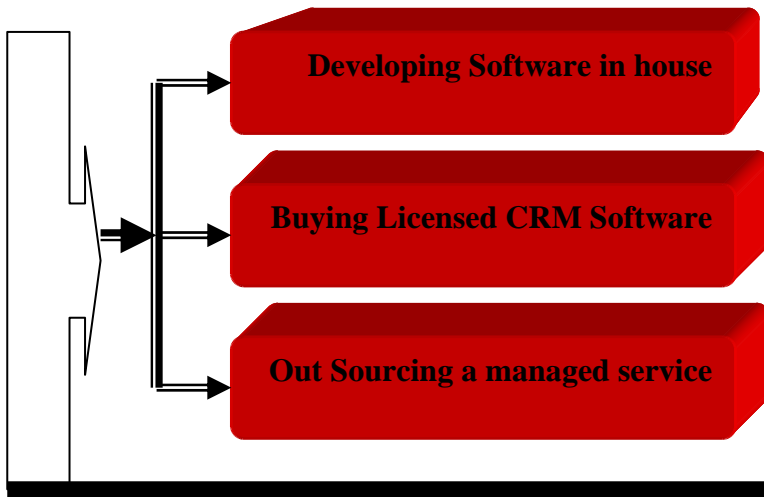 Developing Software in house
Buying Licensed CRM Software
Out Sourcing a managed service